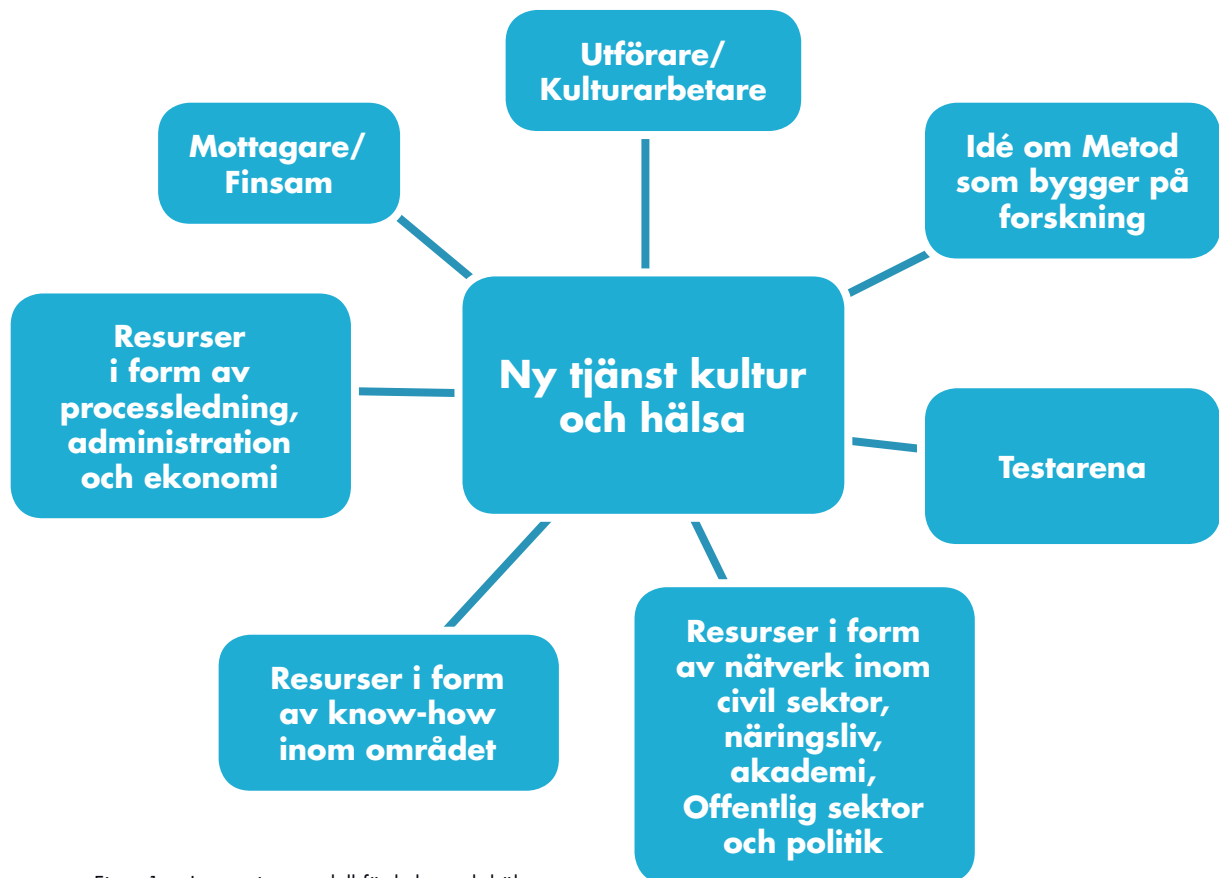 Utförare/
Kulturarbetare
Mottagare/
Finsam
Idé om Metod
som bygger på
forskning
Resurser
i form av
processledning,
administration
och ekonomi
Ny tjänst kultur
och hälsa
Testarena
Resurser i form
av know-how
inom området
Resurser i form
av nätverk inom
civil sektor,
näringsliv,
akademi,
Offentlig sektor
och politik